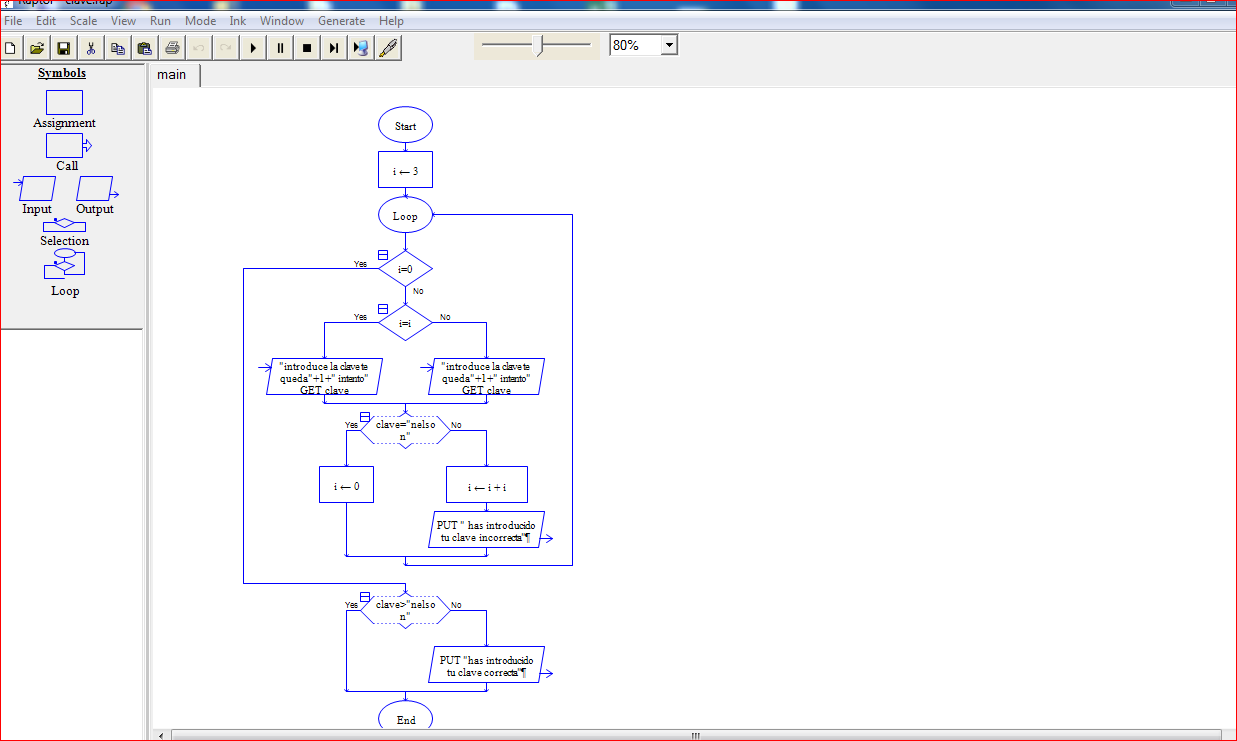 Raptor - clave.rap
File Edit Scale View Run Mode Ink Window Generate Help
80%
Symbols
Assignment
Call
Input Output
Selection
Loop
main
Start
i ← 3
Loop
Yes
i=0
No
Yes
i=i
No
"introduce la clave te
queda"+1+" intento"
GET clave
"introduce la clave te
queda"+1+" intento"
GET clave
Yes
clave="nelso
n"
No
i ← 0
i ← i + i
PUT " has introducido
tu clave incorrecta"¶
Yes
clave>"nelso
n"
No
PUT "has introducido
tu clave correcta"¶
End